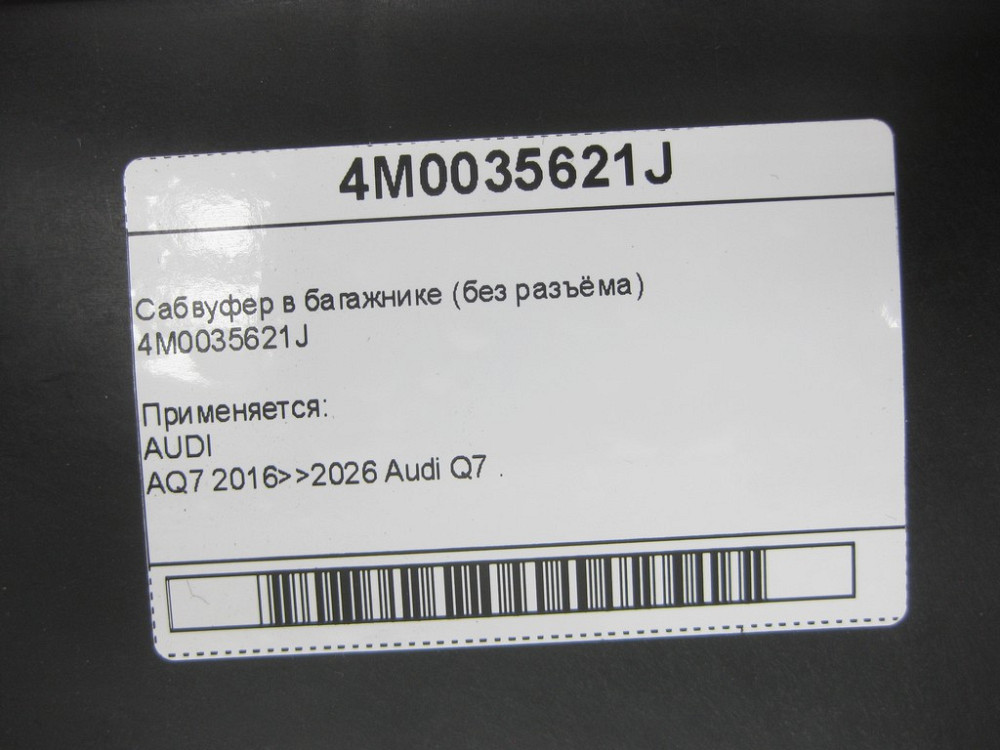 4M0035621J
Сабвуфер в багажнике (без разъёма)
4M0035621J
Применяется:
AUDI
AQ7 2016>>2026 Audi Q7 .